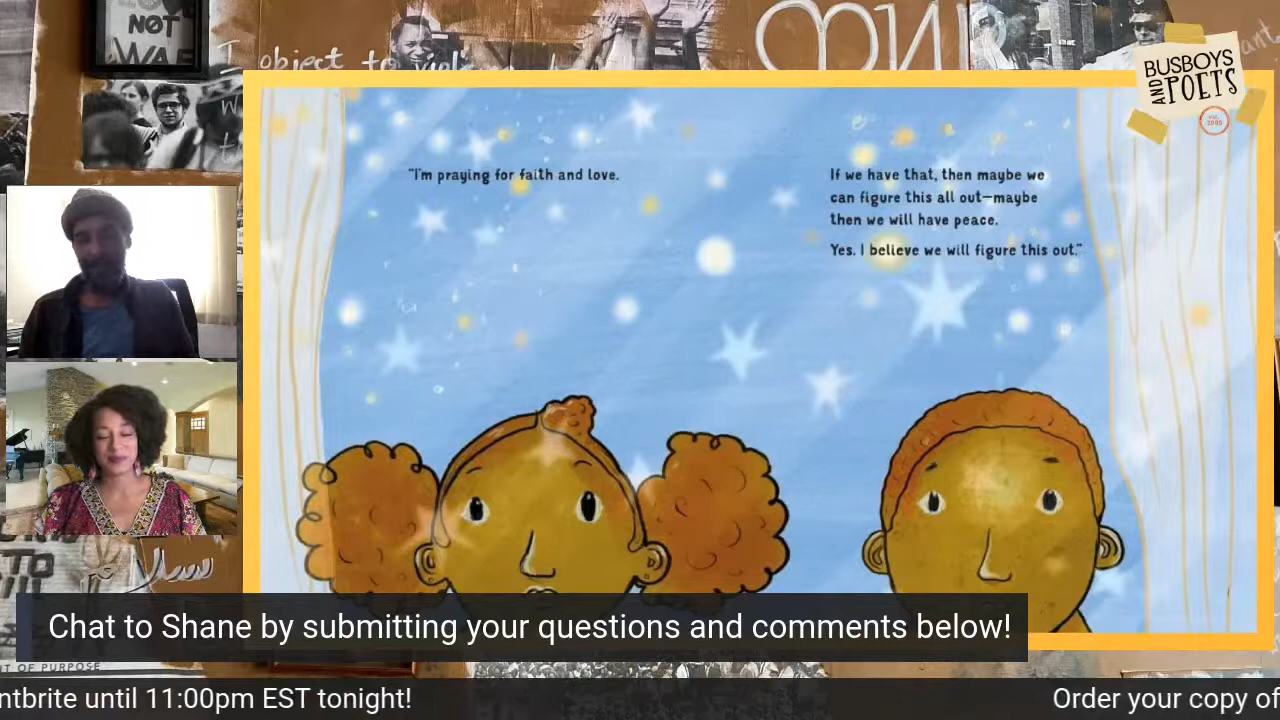 NOT
WAR
I object to
BUSBOYS
AND POETS
"I'm praying for faith and love.
If we have that, then maybe we
can figure this all out—maybe
then we will have peace.
Yes. I believe we will figure this out."
TO
Chat to Shane by submitting your questions and comments below!
T OF PURPOSE
ntbrite until 11:00pm EST tonight!
Order your copy of